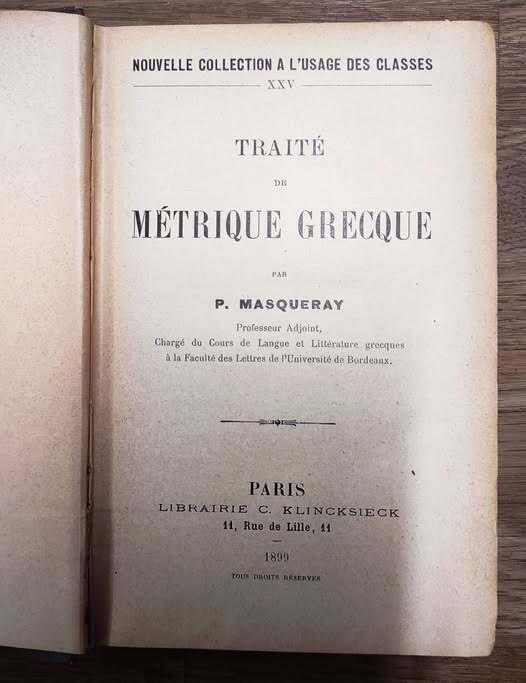 NOUVELLE COLLECTION A L'USAGE DES CLASSES
XXV
TRAITÉ
DE
MÉTRIQUE GRECQUE
PAR
P. MASQUERAY
Professeur Adjoint,
Chargé du Cours de Langue et Littérature grecques
à la Faculté des Lettres de l'Université de Bordeaux.
PARIS
LIBRAIRIE C. KLINCKSIECK
11, Rue de Lille, 11
1899
TOUS DROITS RÉSERVÉS